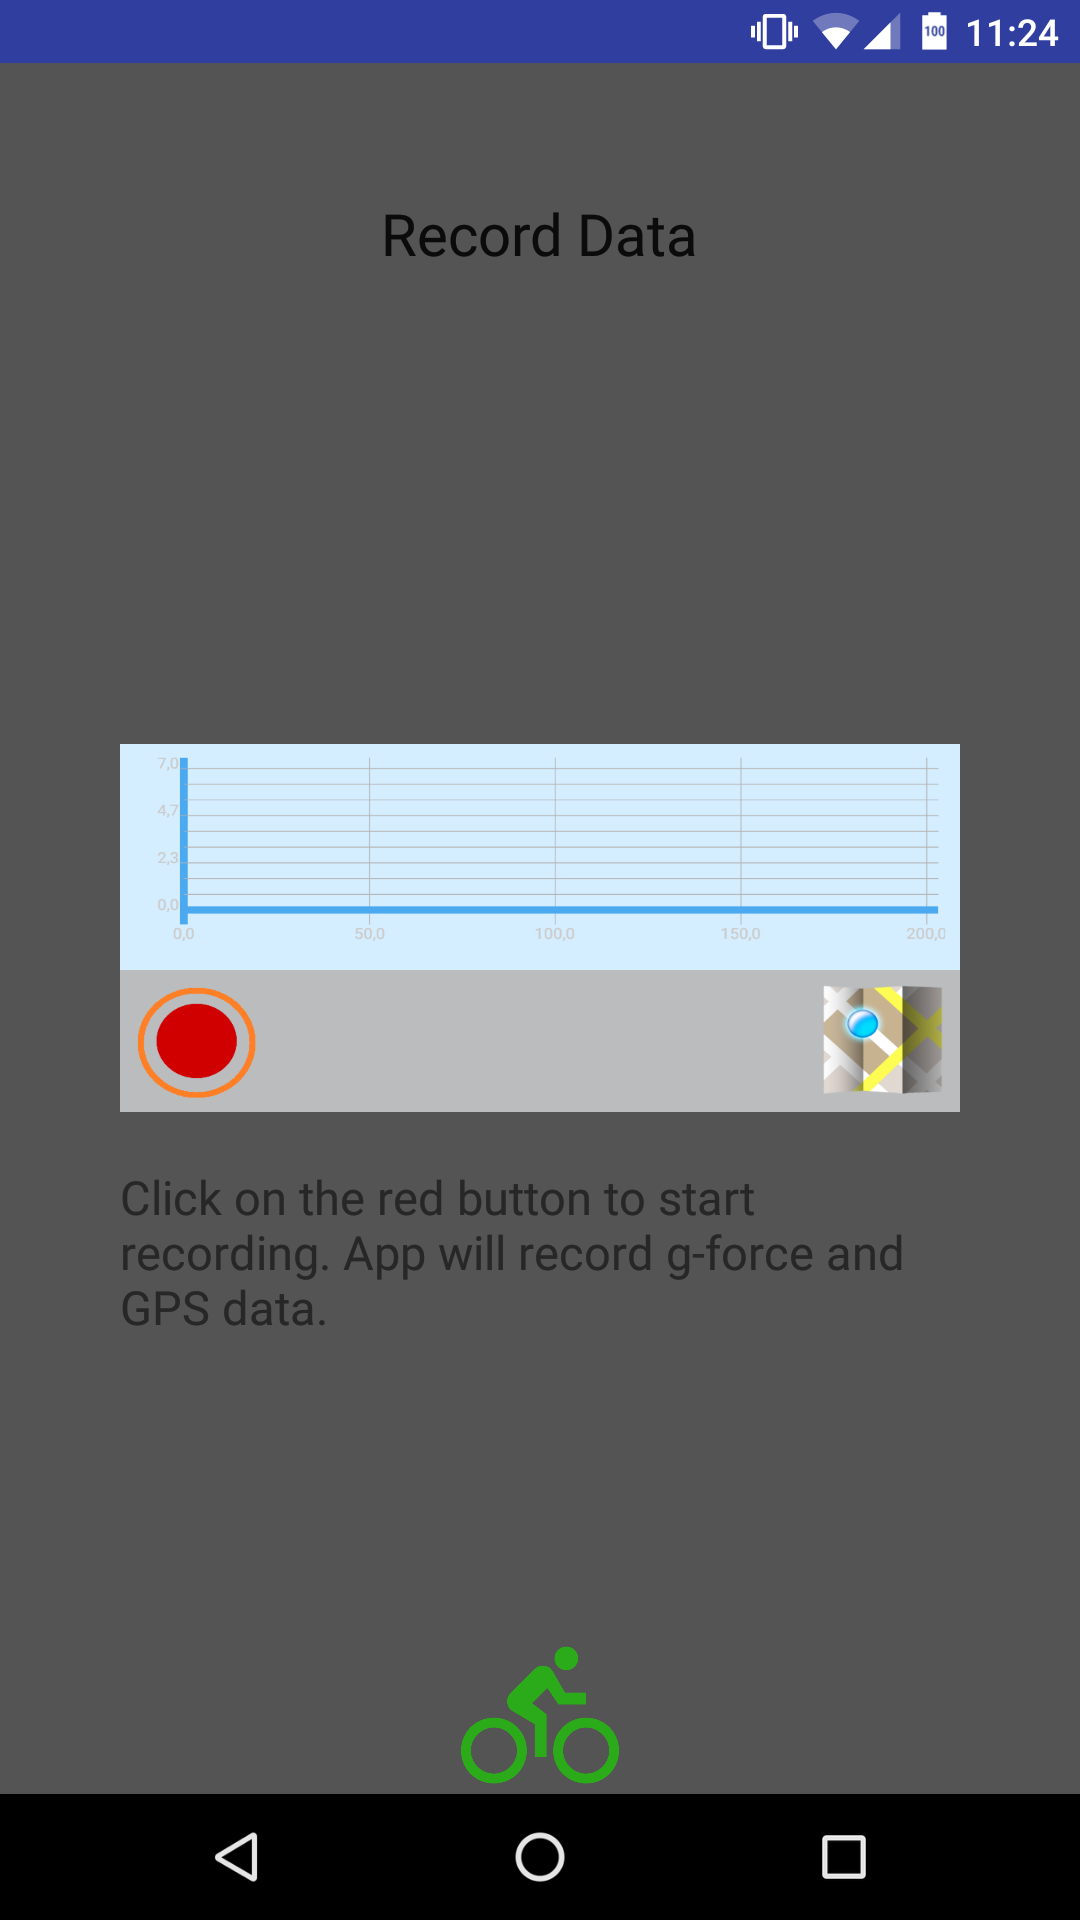 100 11:24
Record Data
7,0
4,7
2,3
0,0
0,0 50,0 100,0 150,0 200,0
Click on the red button to start
recording. App will record g-force and
GPS data.